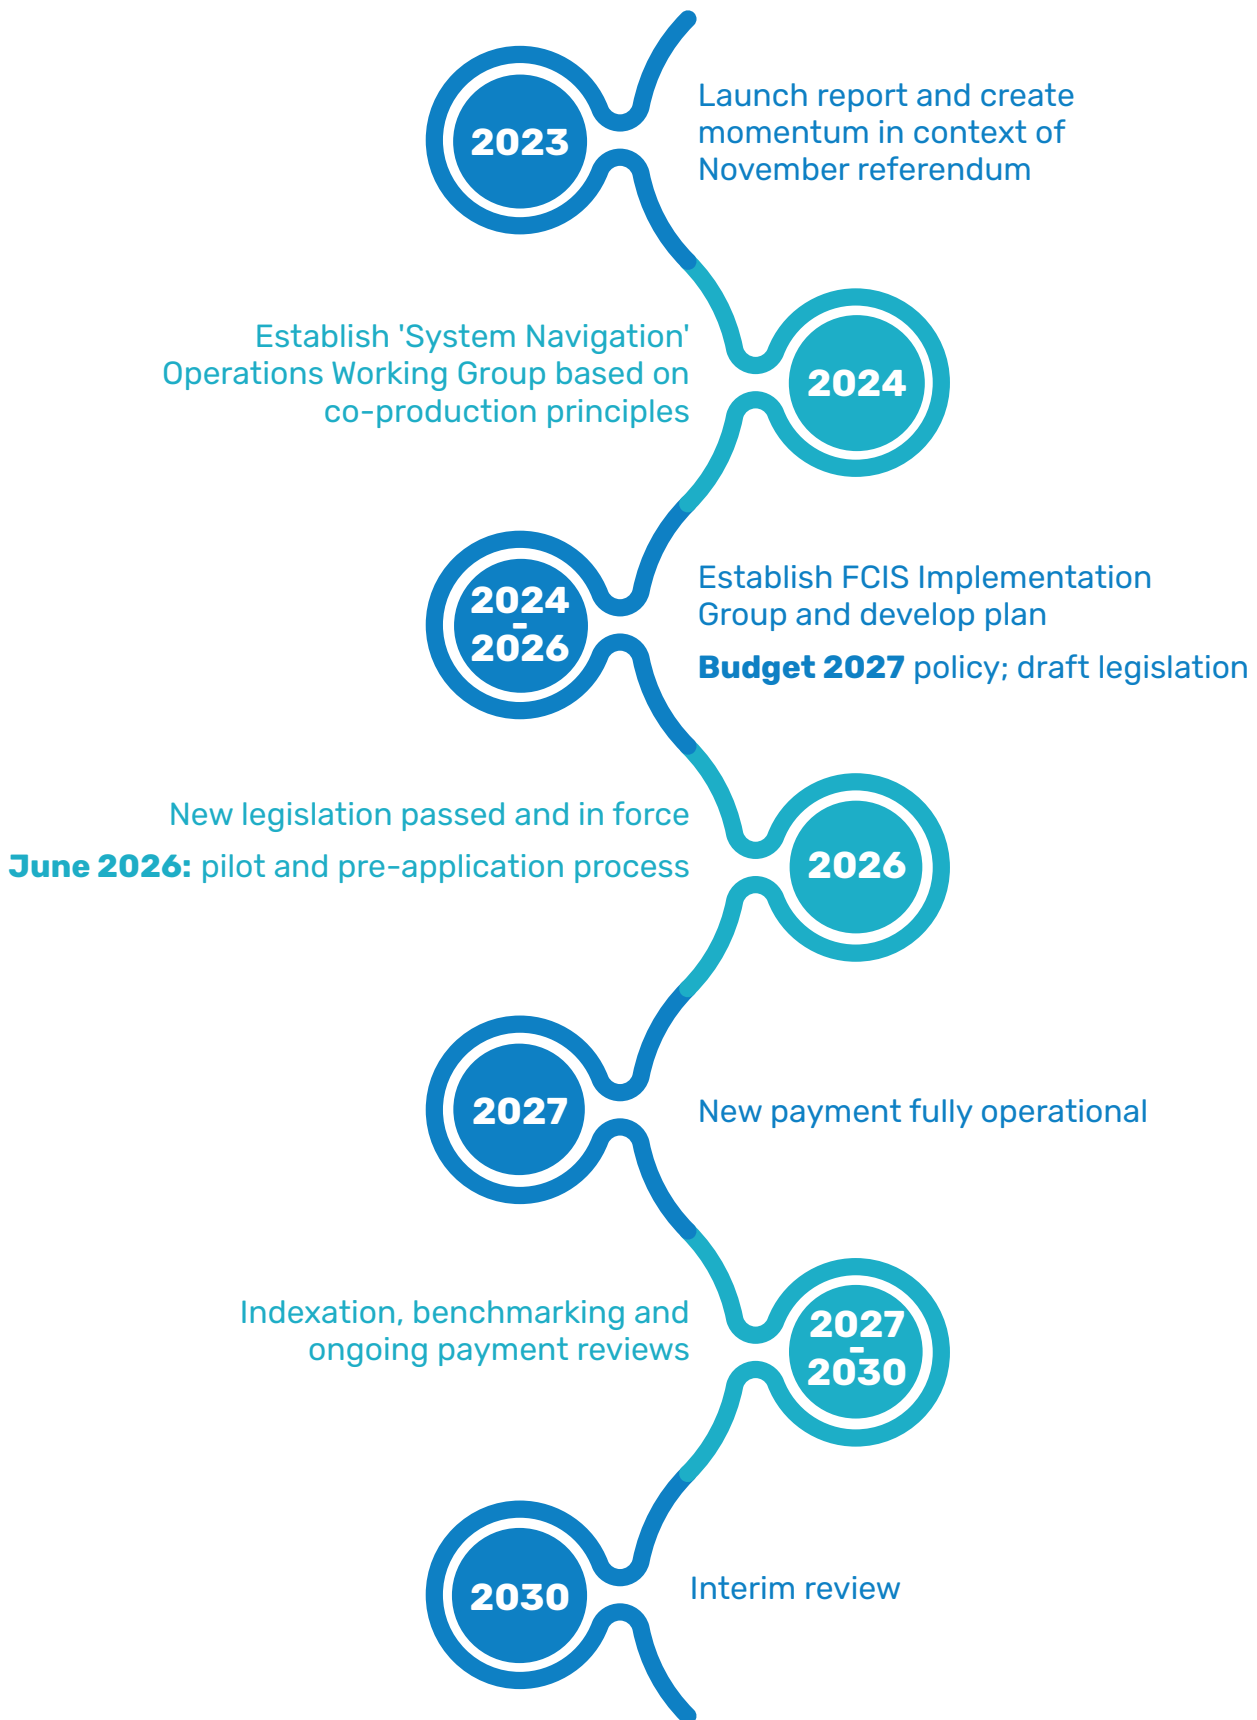 2023
Launch report and create
momentum in context of
November referendum
Establish 'System Navigation'
Operations Working Group based on
co-production principles
2024
2024
-
2026
Establish FCIS Implementation
Group and develop plan
Budget 2027 policy; draft legislation
New legislation passed and in force
June 2026: pilot and pre-application process
2026
2027
New payment fully operational
Indexation, benchmarking and
ongoing payment reviews
2027
-
2030
2030
Interim review